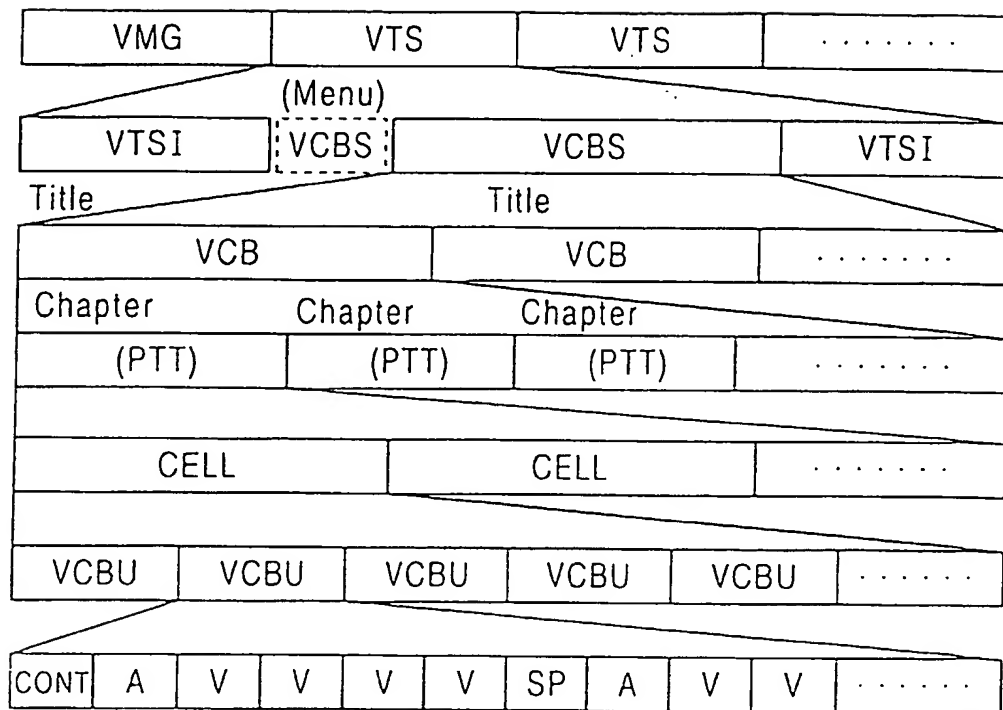 VMG VTS VTS .......
(Menu)
VTSI VCBS VCBS VTSI
Title Title
VCB VCB .......
Chapter Chapter Chapter
(PTT) (PTT) (PTT) .......
CELL CELL .......
VCBU VCBU VCBU VCBU VCBU ......
CONT A V V V V SP A V V ......